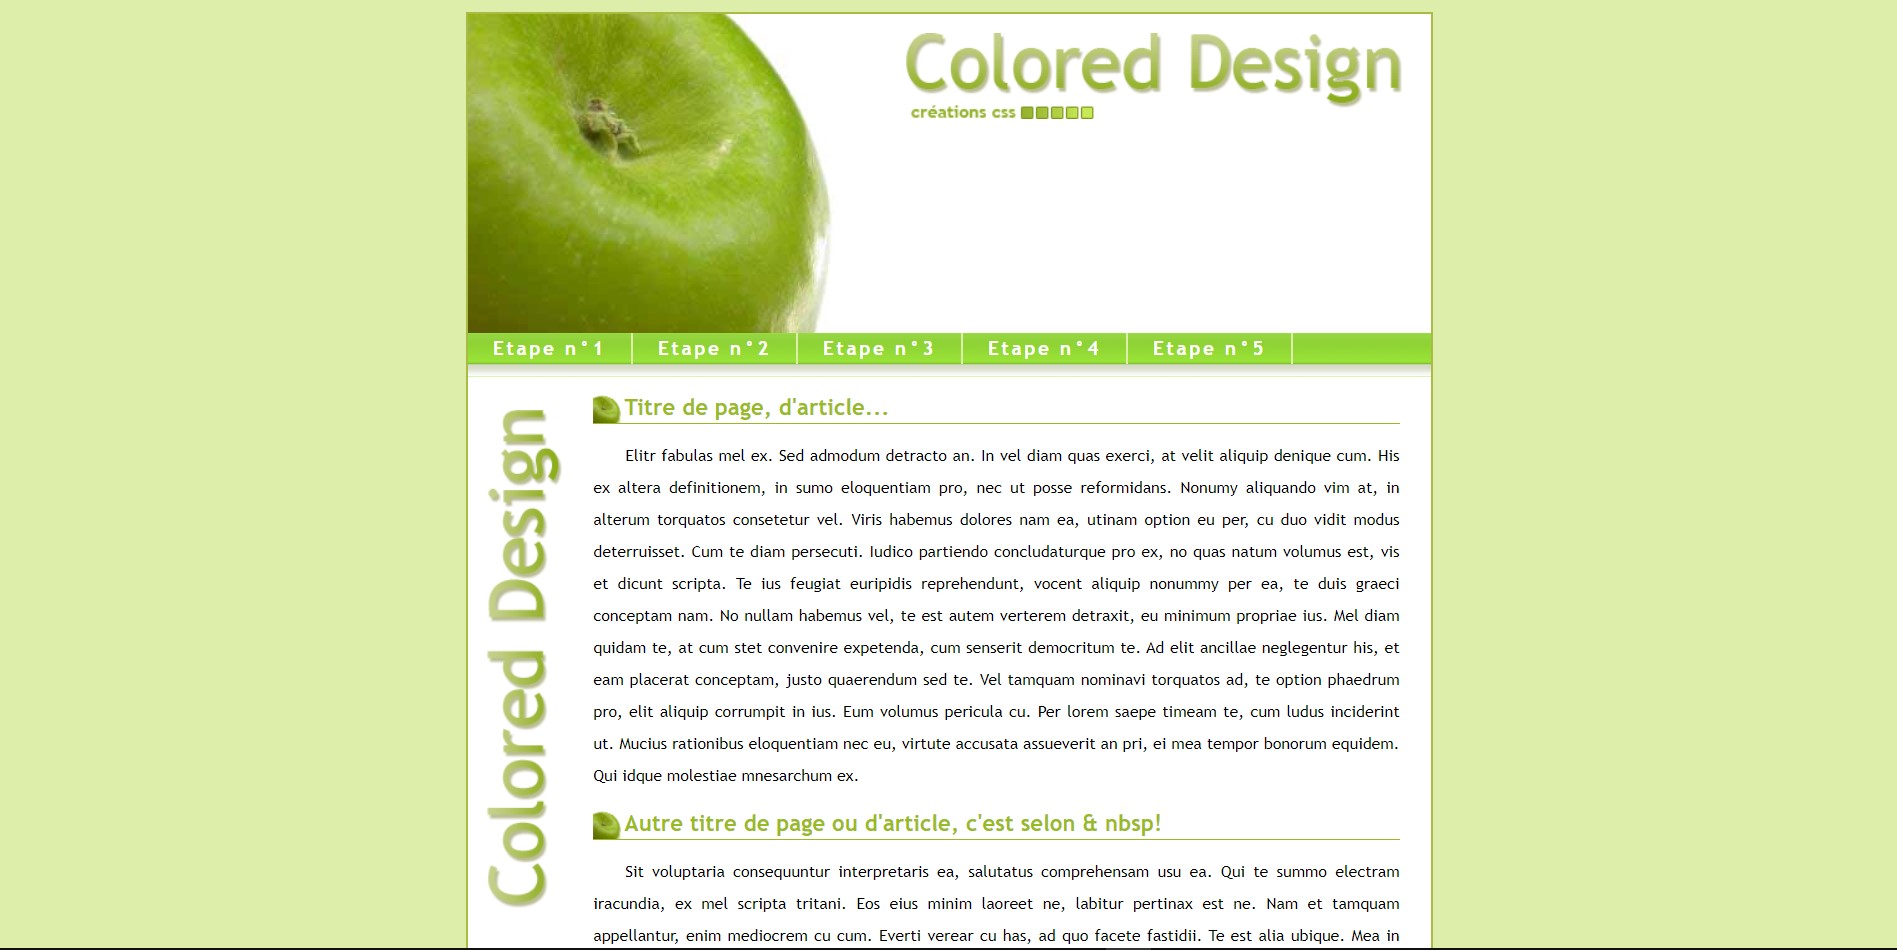 Colored Design
créations css
Etape n°1 Etape n°2 Etape n°3 Etape n°4 Etape n°5
Colored Design
Titre de page, d'article...
Elitr fabulas mel ex. Sed admodum detracto an. In vel diam quas exerci, at velit aliquip denique cum. His
ex altera definitionem, in sumo eloquentiam pro, nec ut posse reformidans. Nonumy aliquando vim at, in
alterum torquatos consetetur vel. Viris habemus dolores nam ea, utinam option eu per, cu duo vidit modus
deterruisset. Cum te diam persecuti. Iudico partiendo concludaturque pro ex, no quas natum volumus est, vis
et dicunt scripta. Te ius feugiat euripidis reprehendunt, vocent aliquip nonummy per ea, te duis graeci
conceptam nam. No nullam habemus vel, te est autem verterem detraxit, eu minimum propriae ius. Mel diam
quidam te, at cum stet convenire expetenda, cum senserit democritum te. Ad elit ancillae neglegentur his, et
eam placerat conceptam, justo quaerendum sed te. Vel tamquam nominavi torquatos ad, te option phaedrum
pro, elit aliquip corrumpit in ius. Eum volumus pericula cu. Per lorem saepe timeam te, cum ludus inciderint
ut. Mucius rationibus eloquentiam nec eu, virtute accusata assueverit an pri, ei mea tempor bonorum equidem.
Qui idque molestiae mnesarchum ex.
Autre titre de page ou d'article, c'est selon & nbsp!
Sit voluptaria consequuntur interpretaris ea, salutatus comprehensam usu ea. Qui te summo electram
iracundia, ex mel scripta tritani. Eos eius minim laoreet ne, labitur pertinax est ne. Nam et tamquam
appellantur, enim mediocrem cu cum. Everti verear cu has, ad quo facete fastidii. Te est alia ubique. Mea in